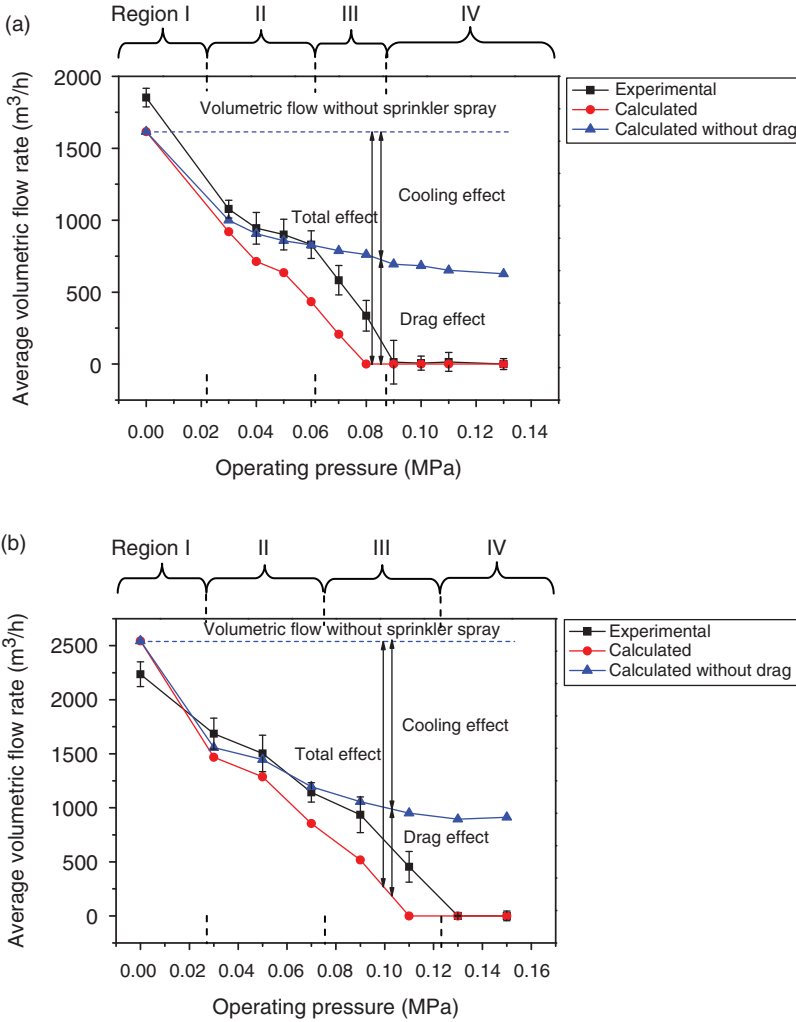 (a)
Region I II III IV
2000
1500
1000
500
0
Average volumetric flow rate (m³/h)
Volumetric flow without sprinkler spray
Total effect
Cooling effect
Drag effect
Experimental
Calculated
Calculated without drag
0.00 0.02 0.04 0.06 0.08 0.10 0.12 0.14
Operating pressure (MPa)
(b)
Region I II III IV
2500
2000
1500
1000
500
0
Average volumetric flow rate (m³/h)
Volumetric flow without sprinkler spray
Total effect
Cooling effect
Drag effect
Experimental
Calculated
Calculated without drag
0.00 0.02 0.04 0.06 0.08 0.10 0.12 0.14 0.16
Operating pressure (MPa)